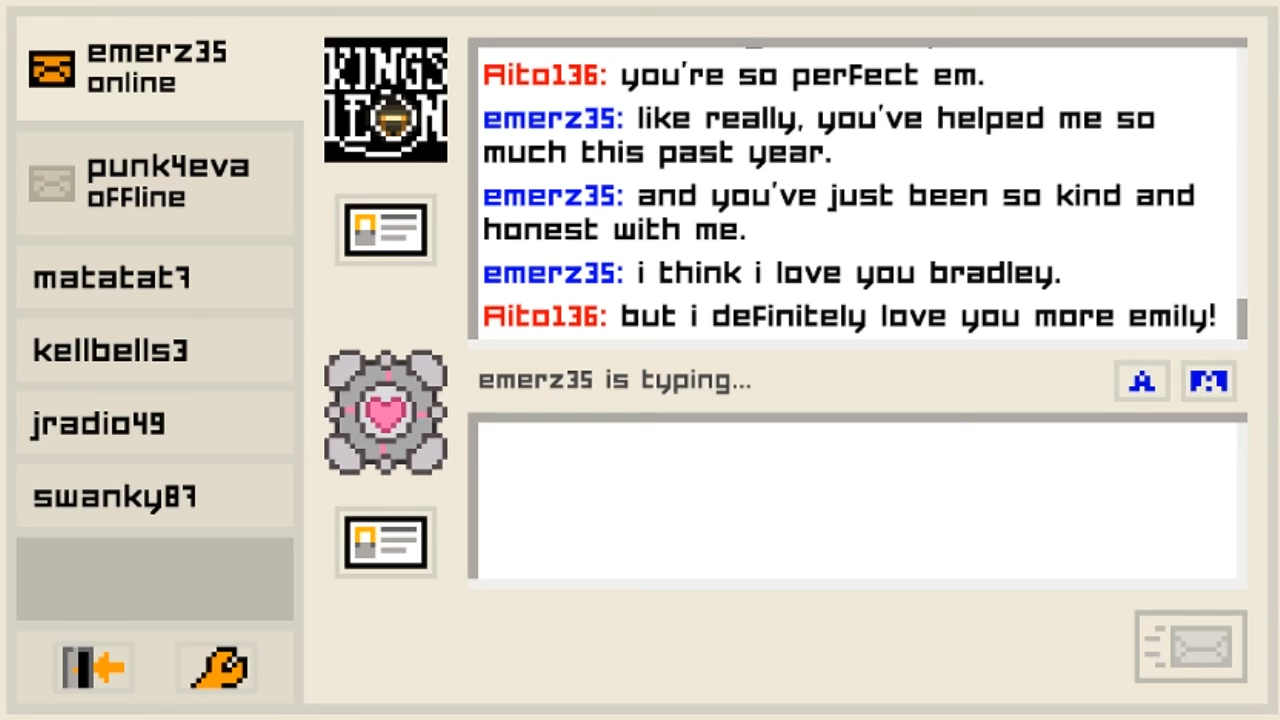 emerz35
online
punk4eva
offline
matatat7
kellbells3
jradio49
swanky87
KINGS
Aito136: you're so perfect em.
emerz35: like really, you've helped me so
much this past year.
emerz35: and you've just been so kind and
honest with me.
emerz35: i think i love you bradley.
Aito136: but i definitely love you more emily!
emerz35 is typing...
A